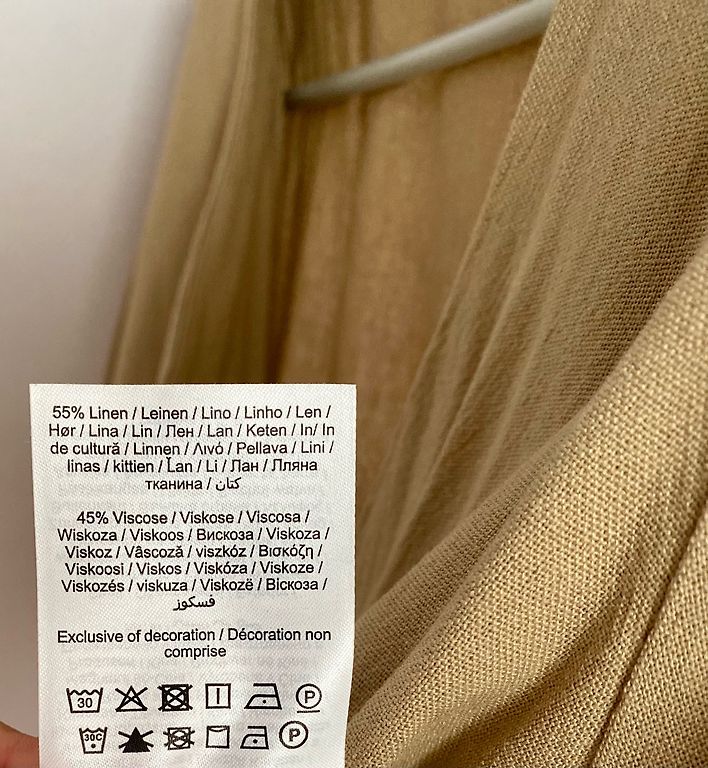 55% Linen / Leinen / Lino / Linho / Len /
Hør / Lina / Lin / Лен / Lan / Keten / In/ In
de cultură / Linnen / Λινό / Pellava / Lini /
linas / kittien / Ľan / Li / Лан / Лляна
тканина / كتان
45% Viscose / Viskose / Viscosa /
Wiskoza / Viskoos / Вискоза / Viskoza /
Viskoz / Vâscoză / viszkóz / Βισκόζη /
Viskoosi / Viskos / Viskóza / Viskoze /
Viskozés / viskuza / Viskozë / Віскоза /
فسكوز
Exclusive of decoration / Décoration non
comprise
30 P
30C P